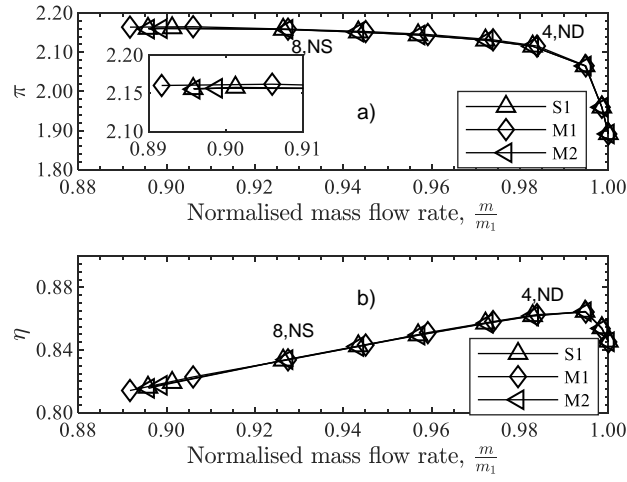 2.20
2.10
2.00
1.90
1.80
π
8,NS
4,ND
2.20
2.15
2.10
0.89 0.90 0.91
a)
S1
M1
M2
0.88 0.90 0.92 0.94 0.96 0.98 1.00
Normalised mass flow rate, m/m₁
0.88
0.84
0.80
η
b)
4,ND
8,NS
S1
M1
M2
0.88 0.90 0.92 0.94 0.96 0.98 1.00
Normalised mass flow rate, m/m₁